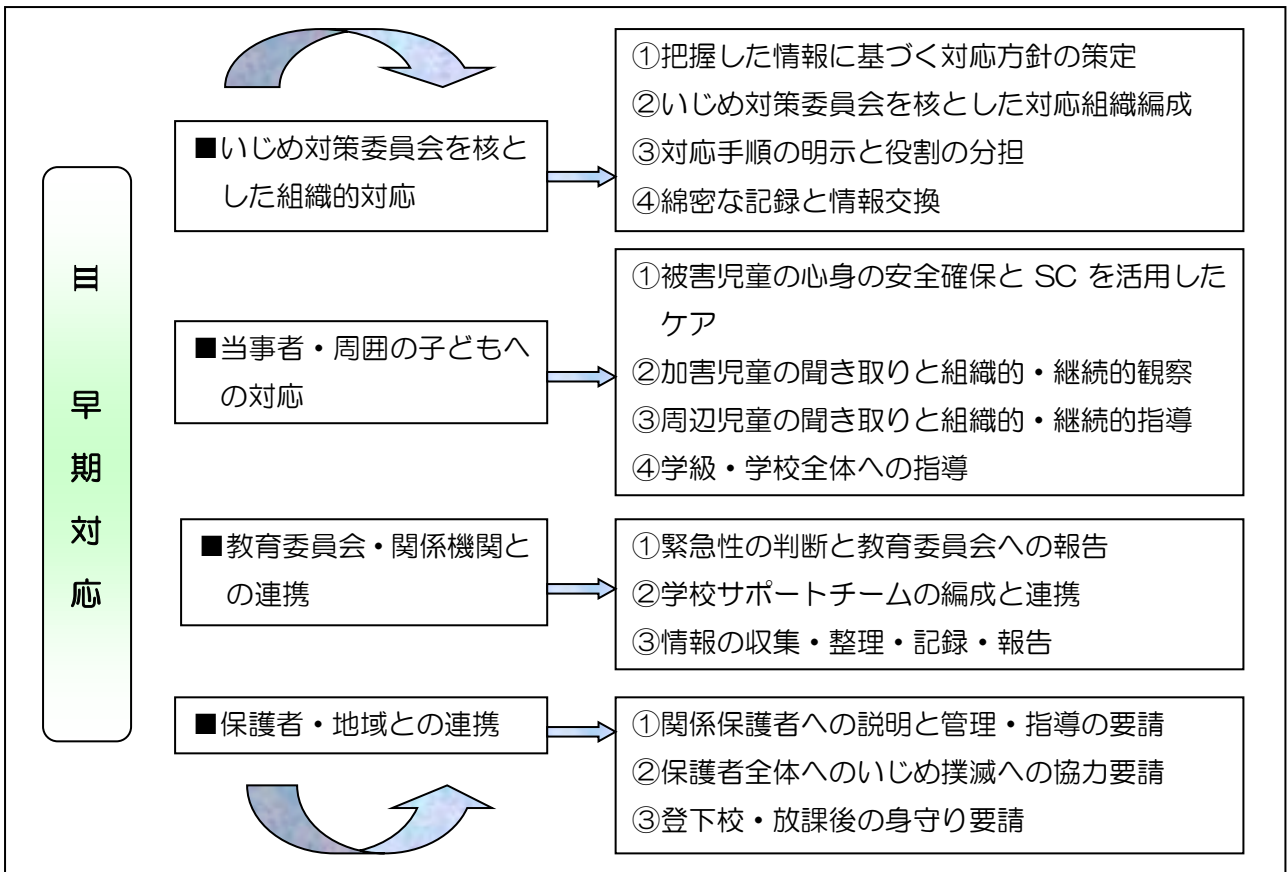 Ⅲ 早期対応
■いじめ対策委員会を核と
した組織的対応
①把握した情報に基づく対応方針の策定
②いじめ対策委員会を核とした対応組織編成
③対応手順の明示と役割の分担
④綿密な記録と情報交換
■当事者・周囲の子どもへ
の対応
①被害児童の心身の安全確保と SC を活用した
ケア
②加害児童の聞き取りと組織的・継続的観察
③周辺児童の聞き取りと組織的・継続的指導
④学級・学校全体への指導
■教育委員会・関係機関と
の連携
①緊急性の判断と教育委員会への報告
②学校サポートチームの編成と連携
③情報の収集・整理・記録・報告
■保護者・地域との連携
①関係保護者への説明と管理・指導の要請
②保護者全体へのいじめ撲滅への協力要請
③登下校・放課後の身守り要請